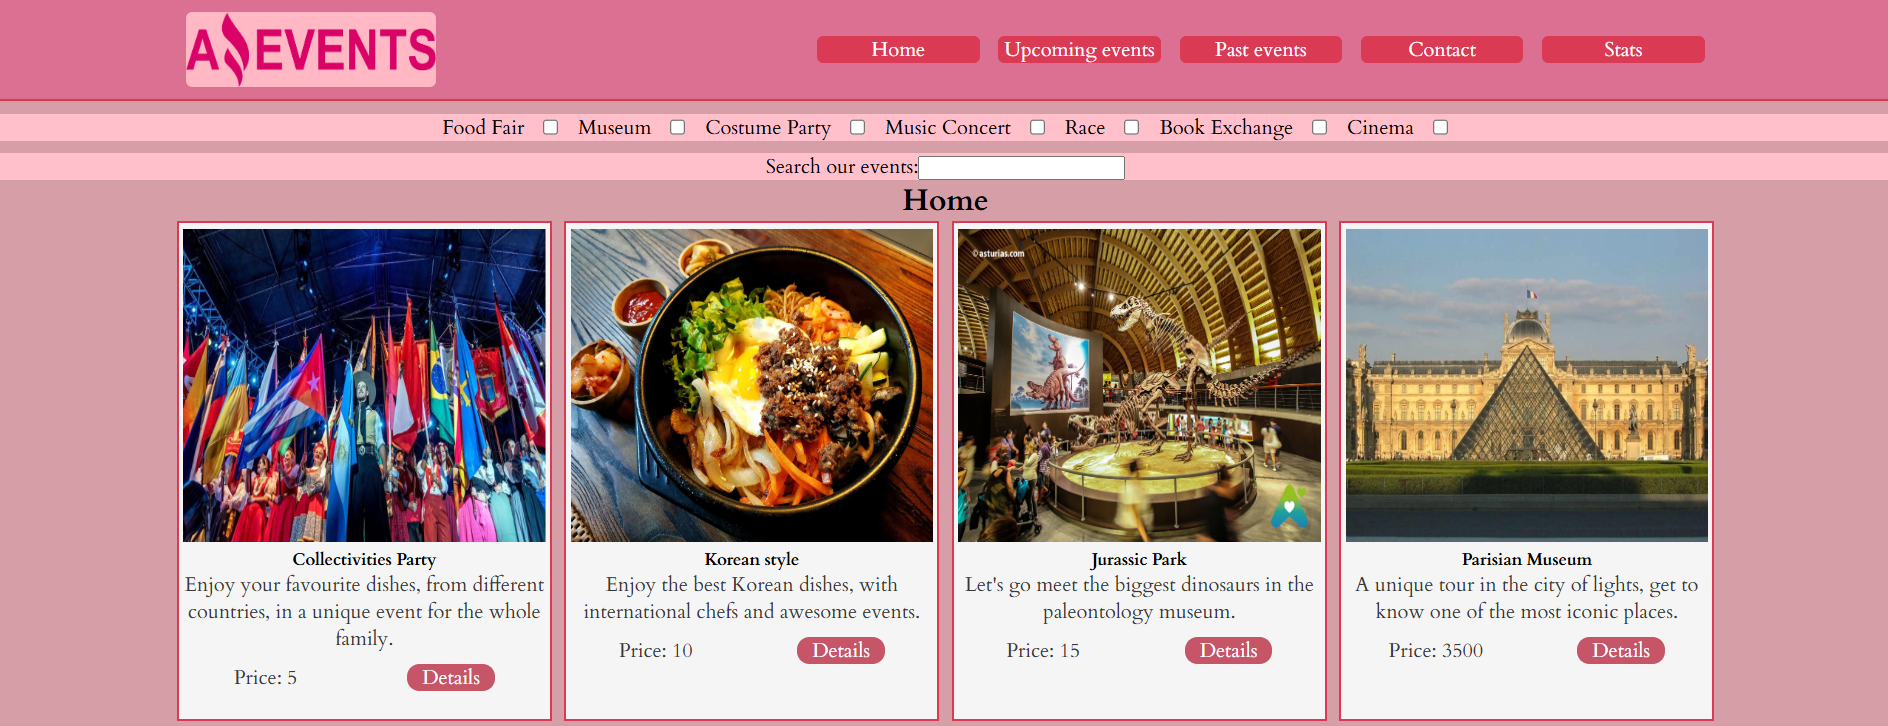 A EVENTS
Home
Upcoming events
Past events
Contact
Stats
Food Fair
Museum
Costume Party
Music Concert
Race
Book Exchange
Cinema
Search our events:
Home
Collectivities Party
Enjoy your favourite dishes, from different
countries, in a unique event for the whole
family.
Price: 5
Details
Korean style
Enjoy the best Korean dishes, with
international chefs and awesome events.
Price: 10
Details
©asturias.com
Jurassic Park
Let's go meet the biggest dinosaurs in the
paleontology museum.
Price: 15
Details
Parisian Museum
A unique tour in the city of lights, get to
know one of the most iconic places.
Price: 3500
Details